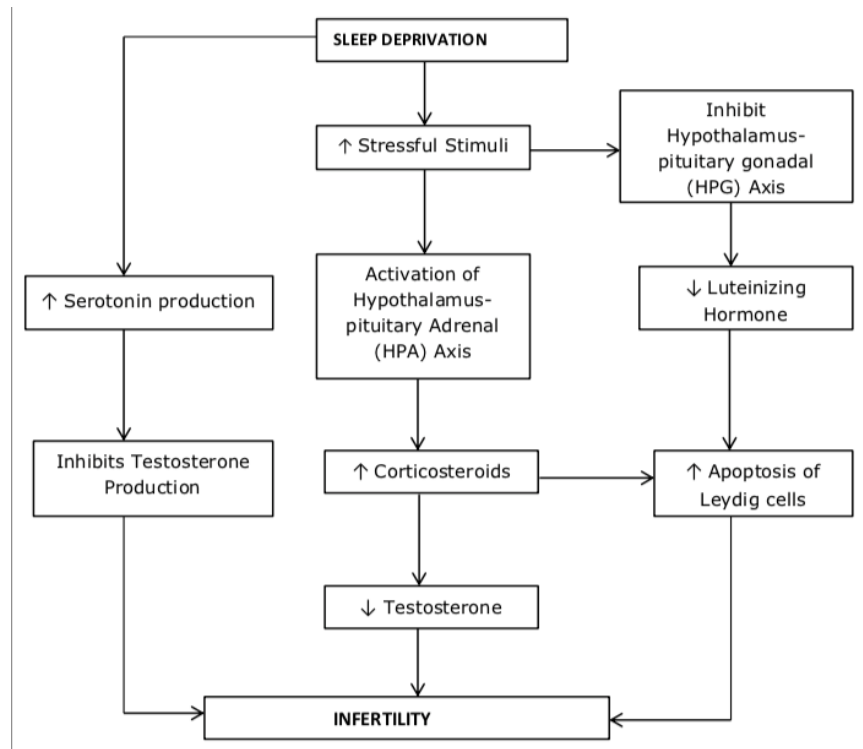 SLEEP DEPRIVATION
↑ Stressful Stimuli
Inhibit
Hypothalamus-
pituitary gonadal
(HPG) Axis
↑ Serotonin production
Activation of
Hypothalamus-
pituitary Adrenal
(HPA) Axis
↓ Luteinizing
Hormone
Inhibits Testosterone
Production
↑ Corticosteroids
↑ Apoptosis of
Leydig cells
↓ Testosterone
INFERTILITY